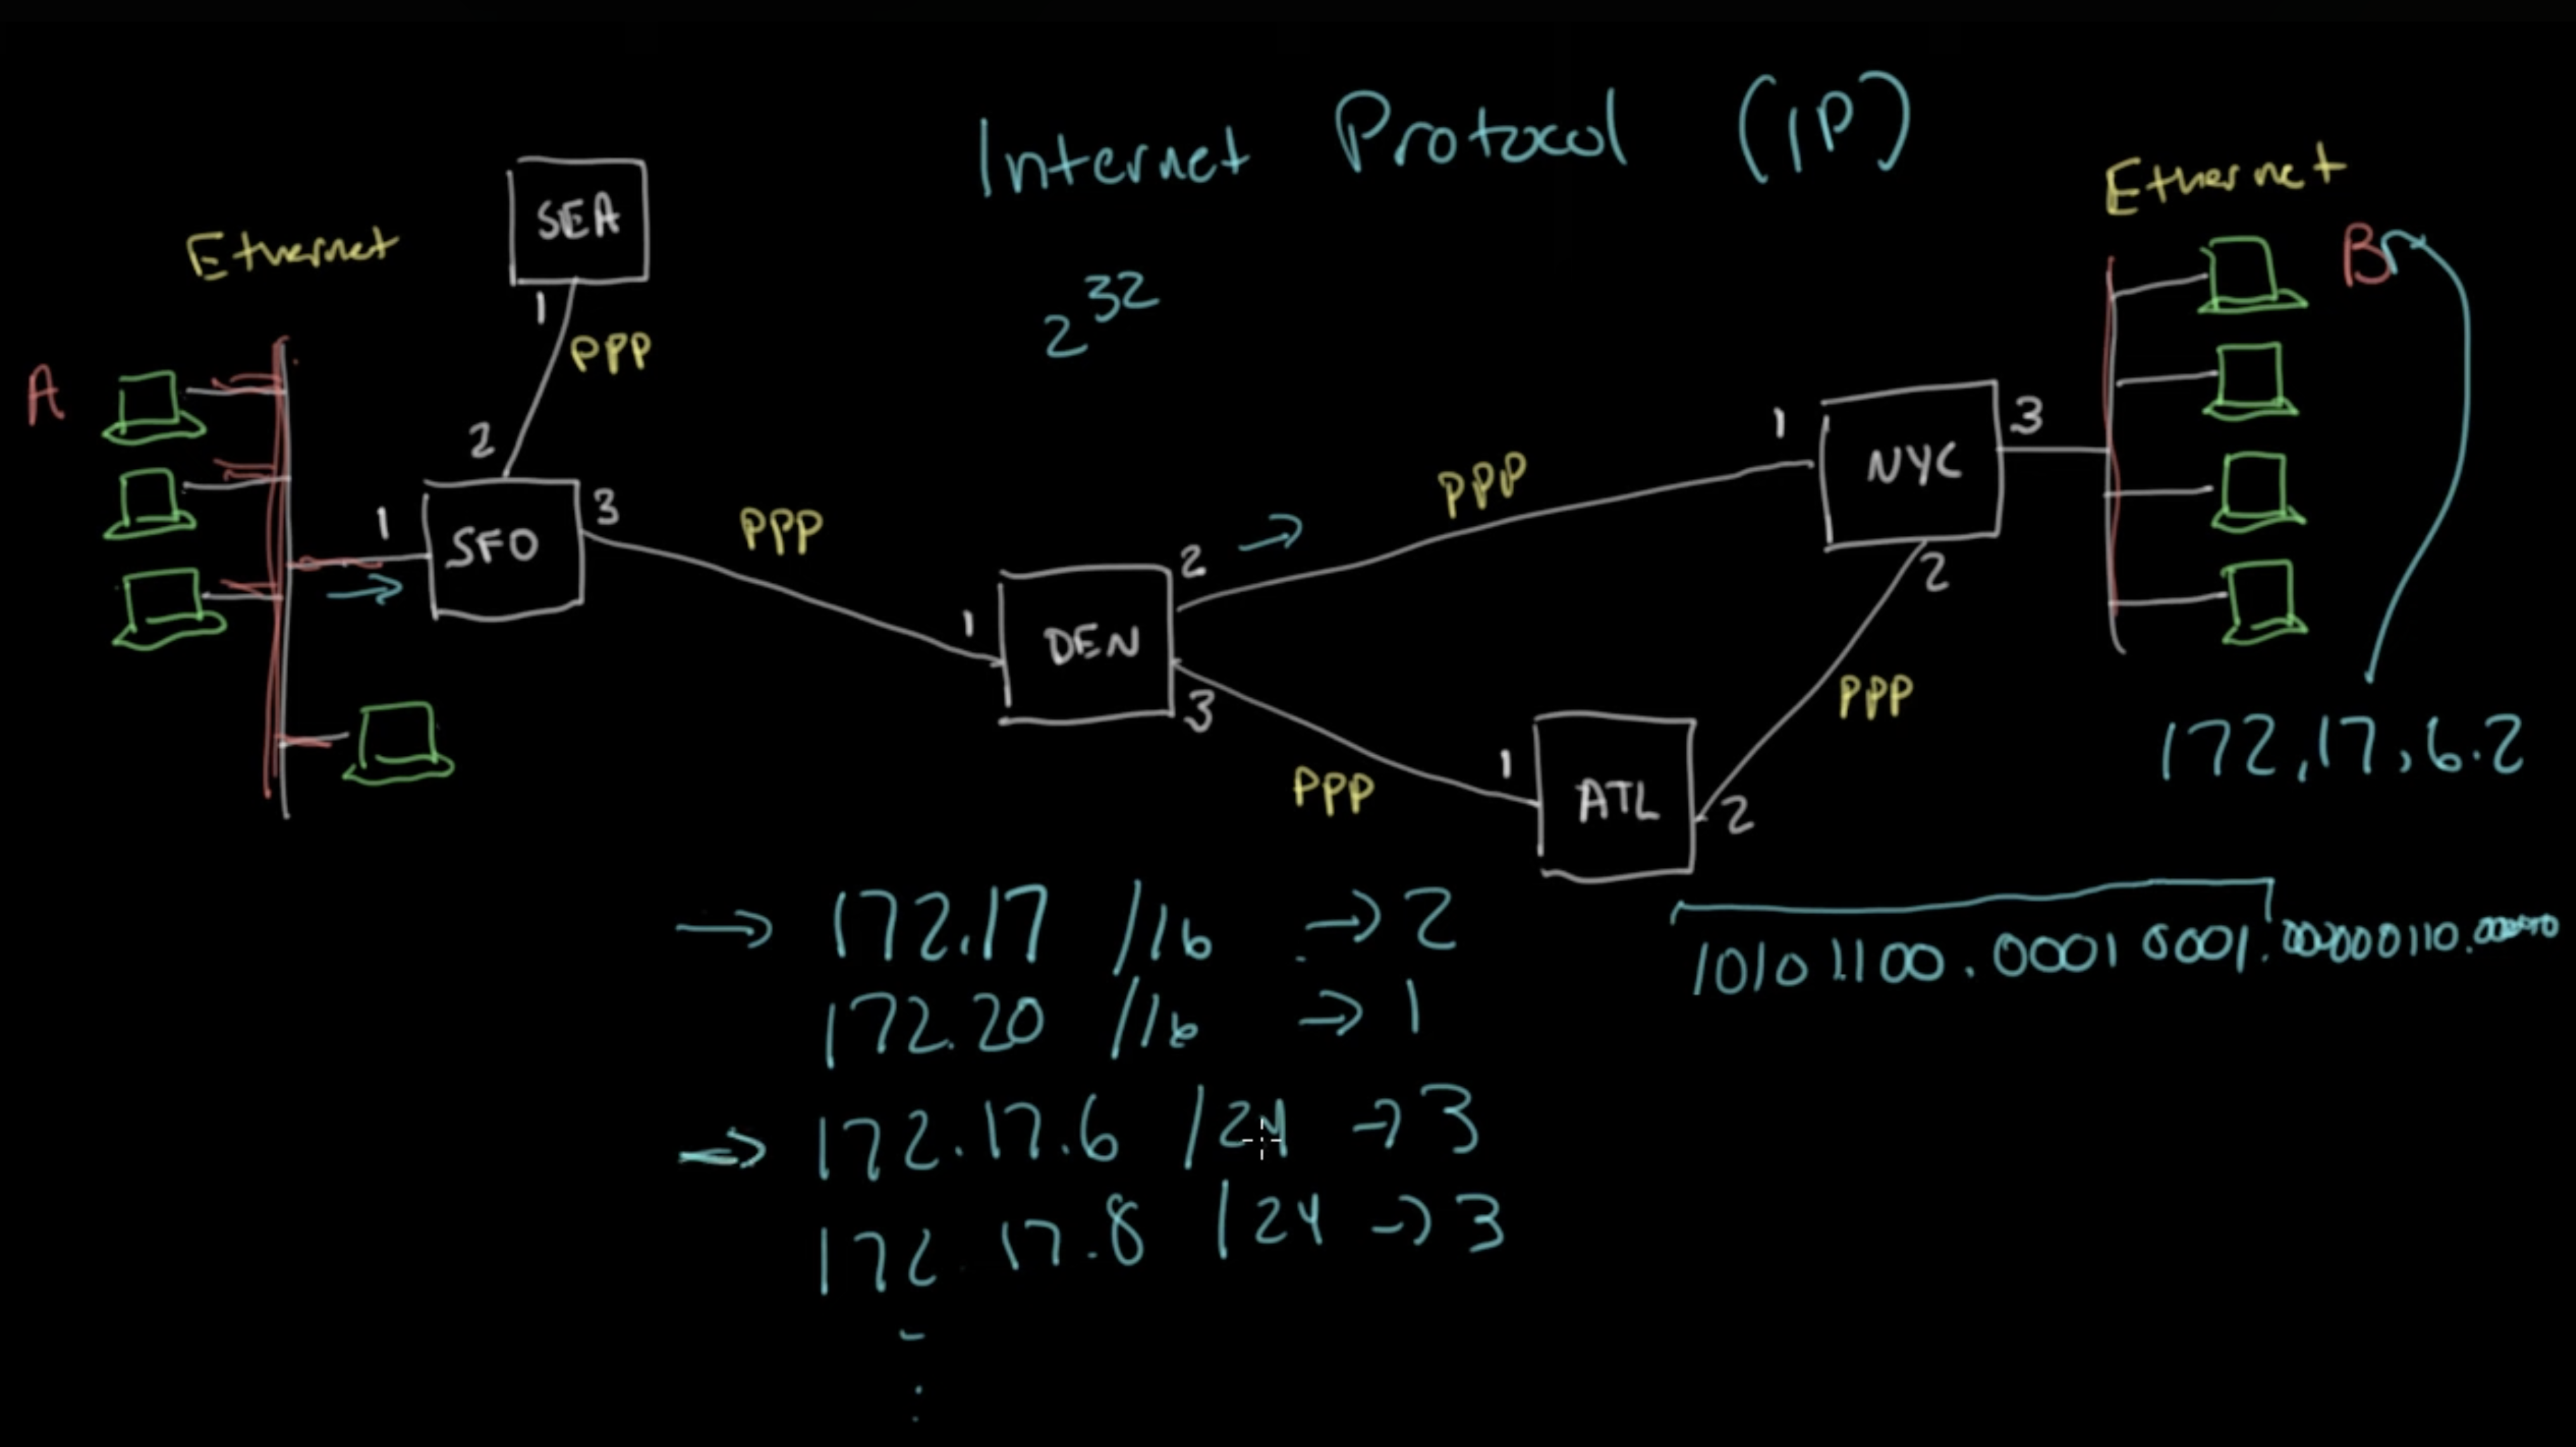 Internet Protocol (IP)
Ethernet
SEA
Ethernet
B
1
PPP
2^32
A
2
1
SFO
3
PPP
PPP
1
NYC
3
2
1
DEN
2
3
PPP
PPP
1
ATL
2
172.17.6.2
172.17 /16 → 2
10101100.00010001.000000110.
172.20 /16 → 1
172.17.6 /24 → 3
172 17.8 /24 → 3